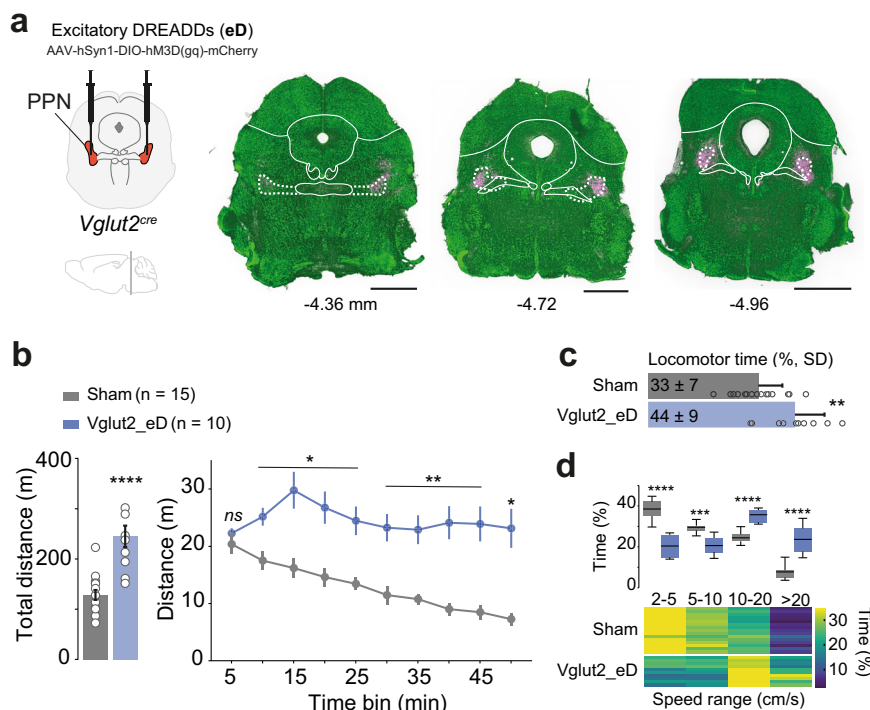 a
Excitatory DREADDs (eD)
AAV-hSyn1-DIO-hM3D(gq)-mCherry
PPN
Vglut2cre
-4.36 mm
-4.72
-4.96
b
Sham (n = 15)
Vglut2_eD (n = 10)
Total distance (m)
400
200
0
****
Distance (m)
30
20
10
0
ns
*
**
*
5
15
25
35
45
Time bin (min)
c
Locomotor time (%, SD)
Sham
33 ± 7
Vglut2_eD
44 ± 9
**
d
Time (%)
40
20
0
****
***
****
****
2-5
5-10
10-20
>20
Sham
Vglut2_eD
Speed range (cm/s)
30
20
10
Time (%)